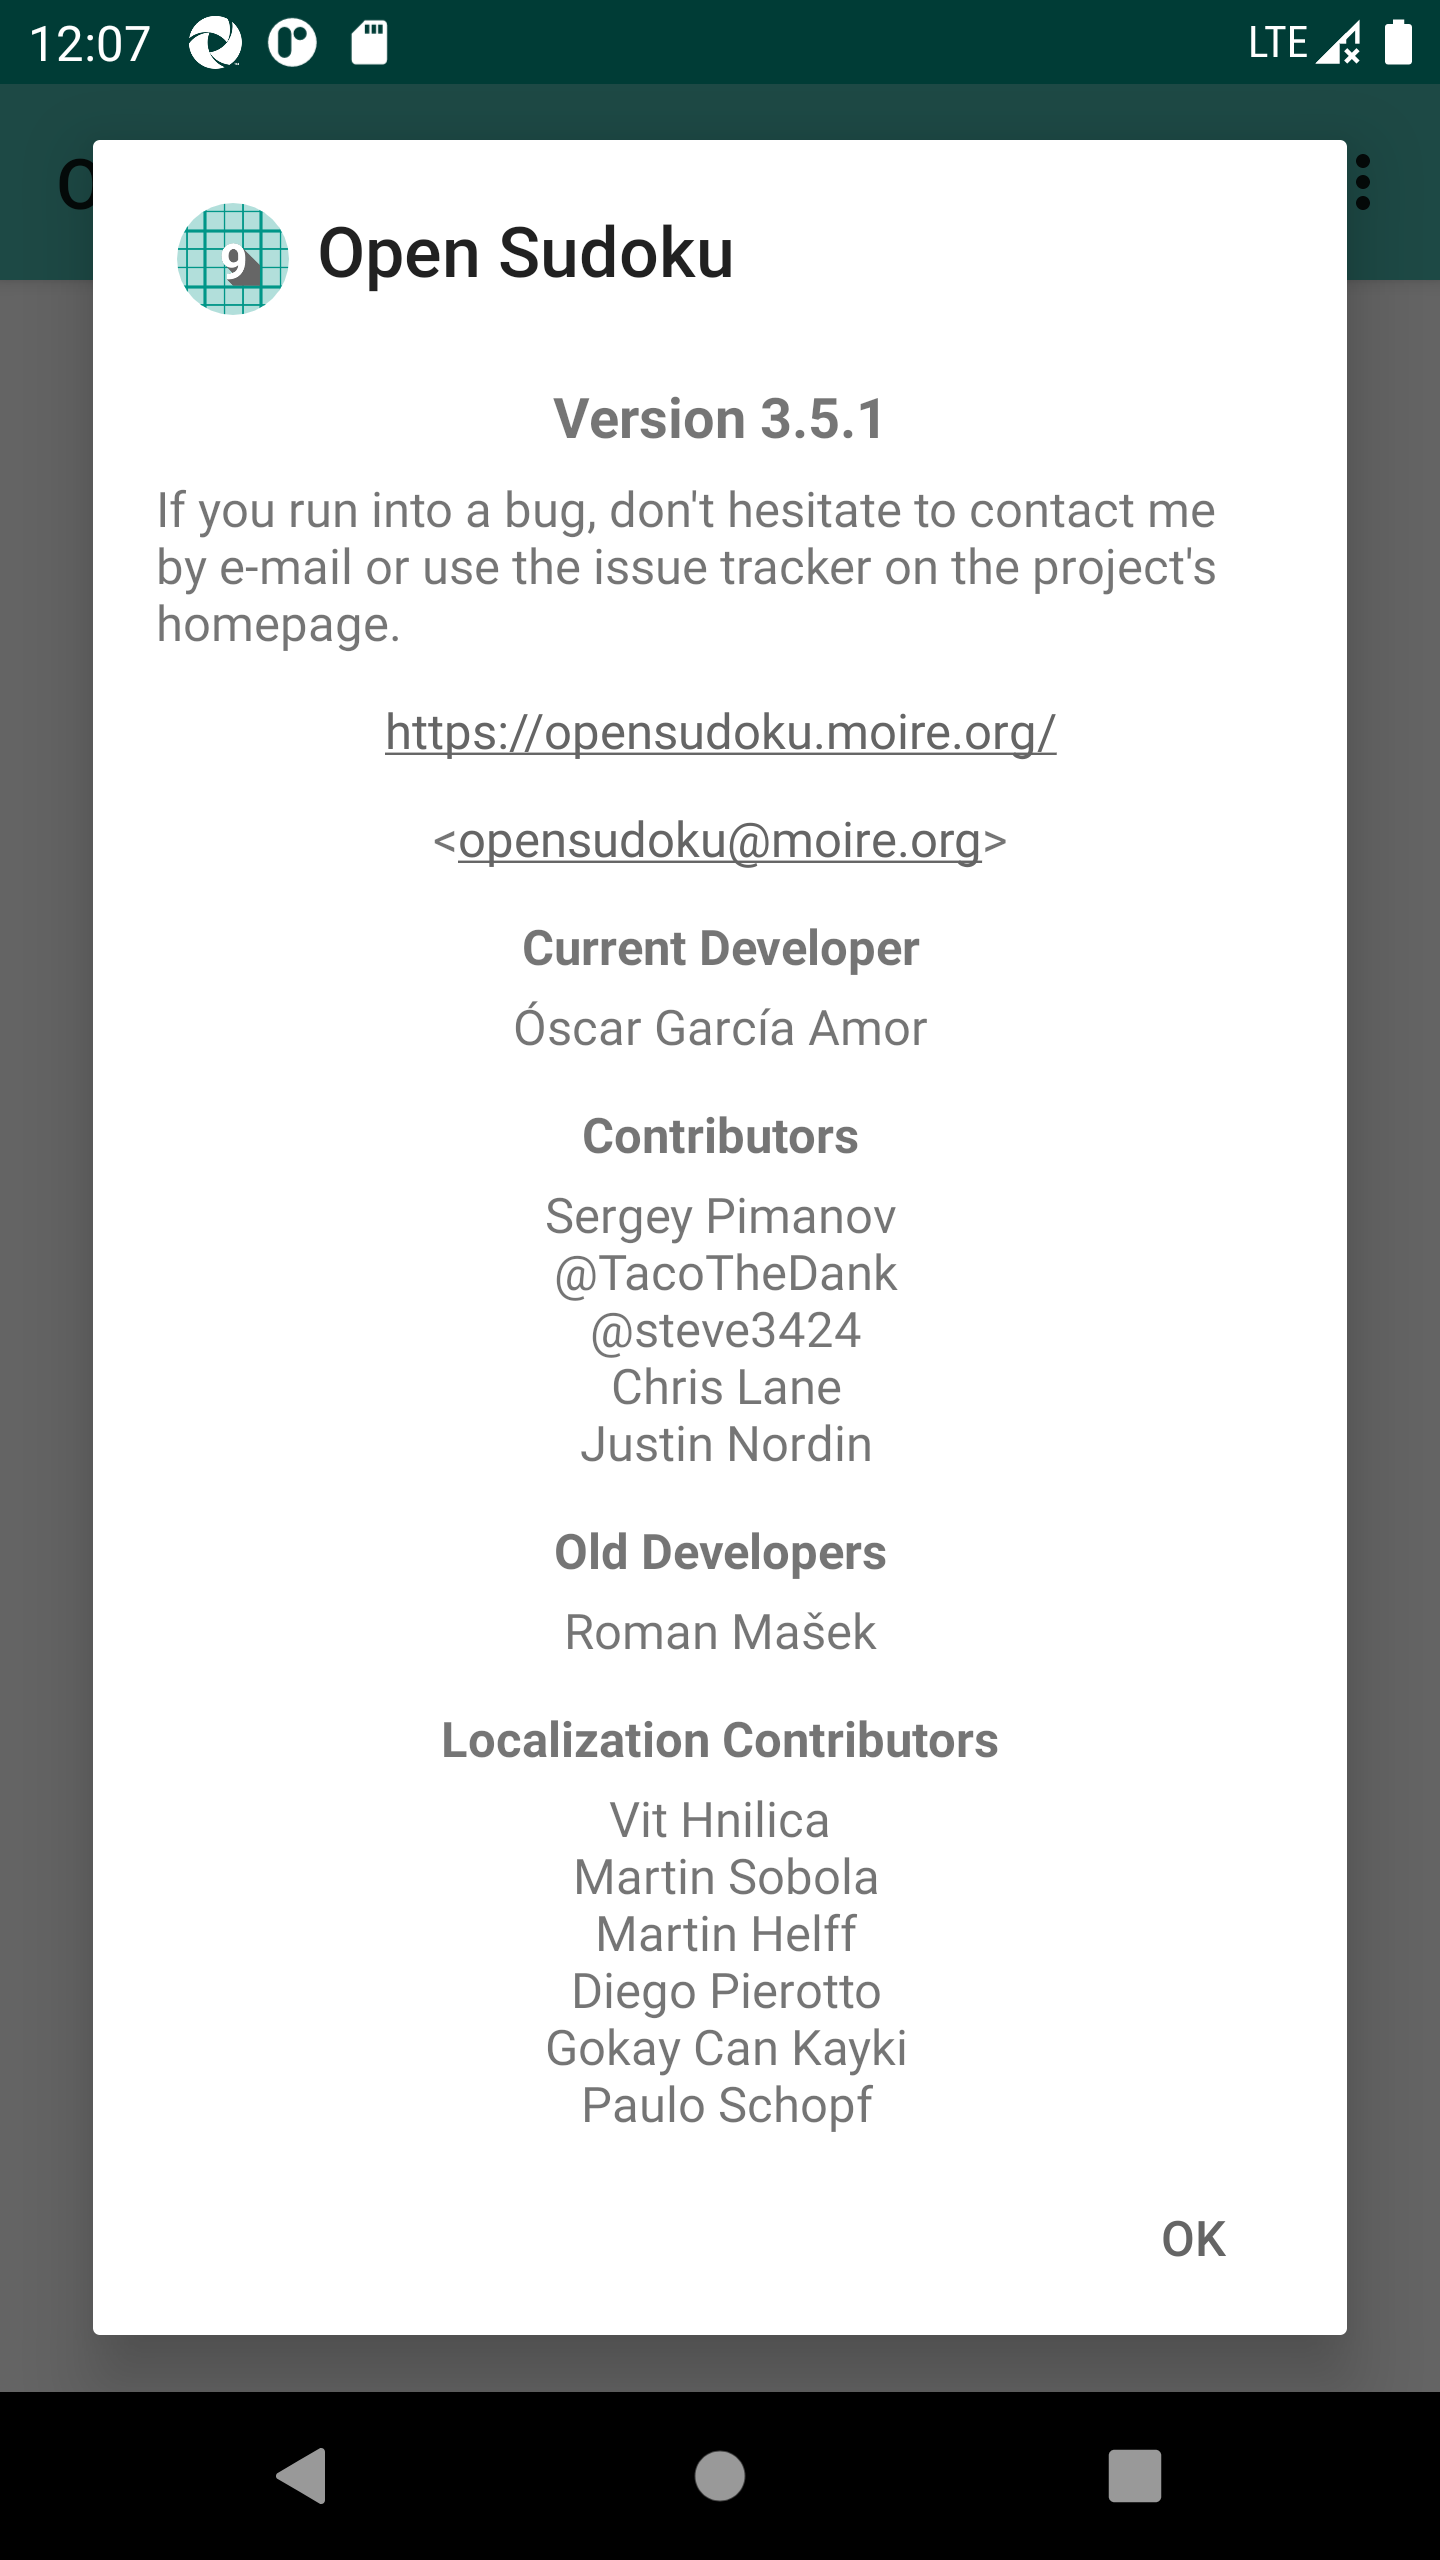 12:07
LTE
O
9
Open Sudoku
Version 3.5.1
If you run into a bug, don't hesitate to contact me
by e-mail or use the issue tracker on the project's
homepage.
https://opensudoku.moire.org/
<opensudoku@moire.org>
Current Developer
Óscar García Amor
Contributors
Sergey Pimanov
@TacoTheDank
@steve3424
Chris Lane
Justin Nordin
Old Developers
Roman Mašek
Localization Contributors
Vit Hnilica
Martin Sobola
Martin Helff
Diego Pierotto
Gokay Can Kayki
Paulo Schopf
OK